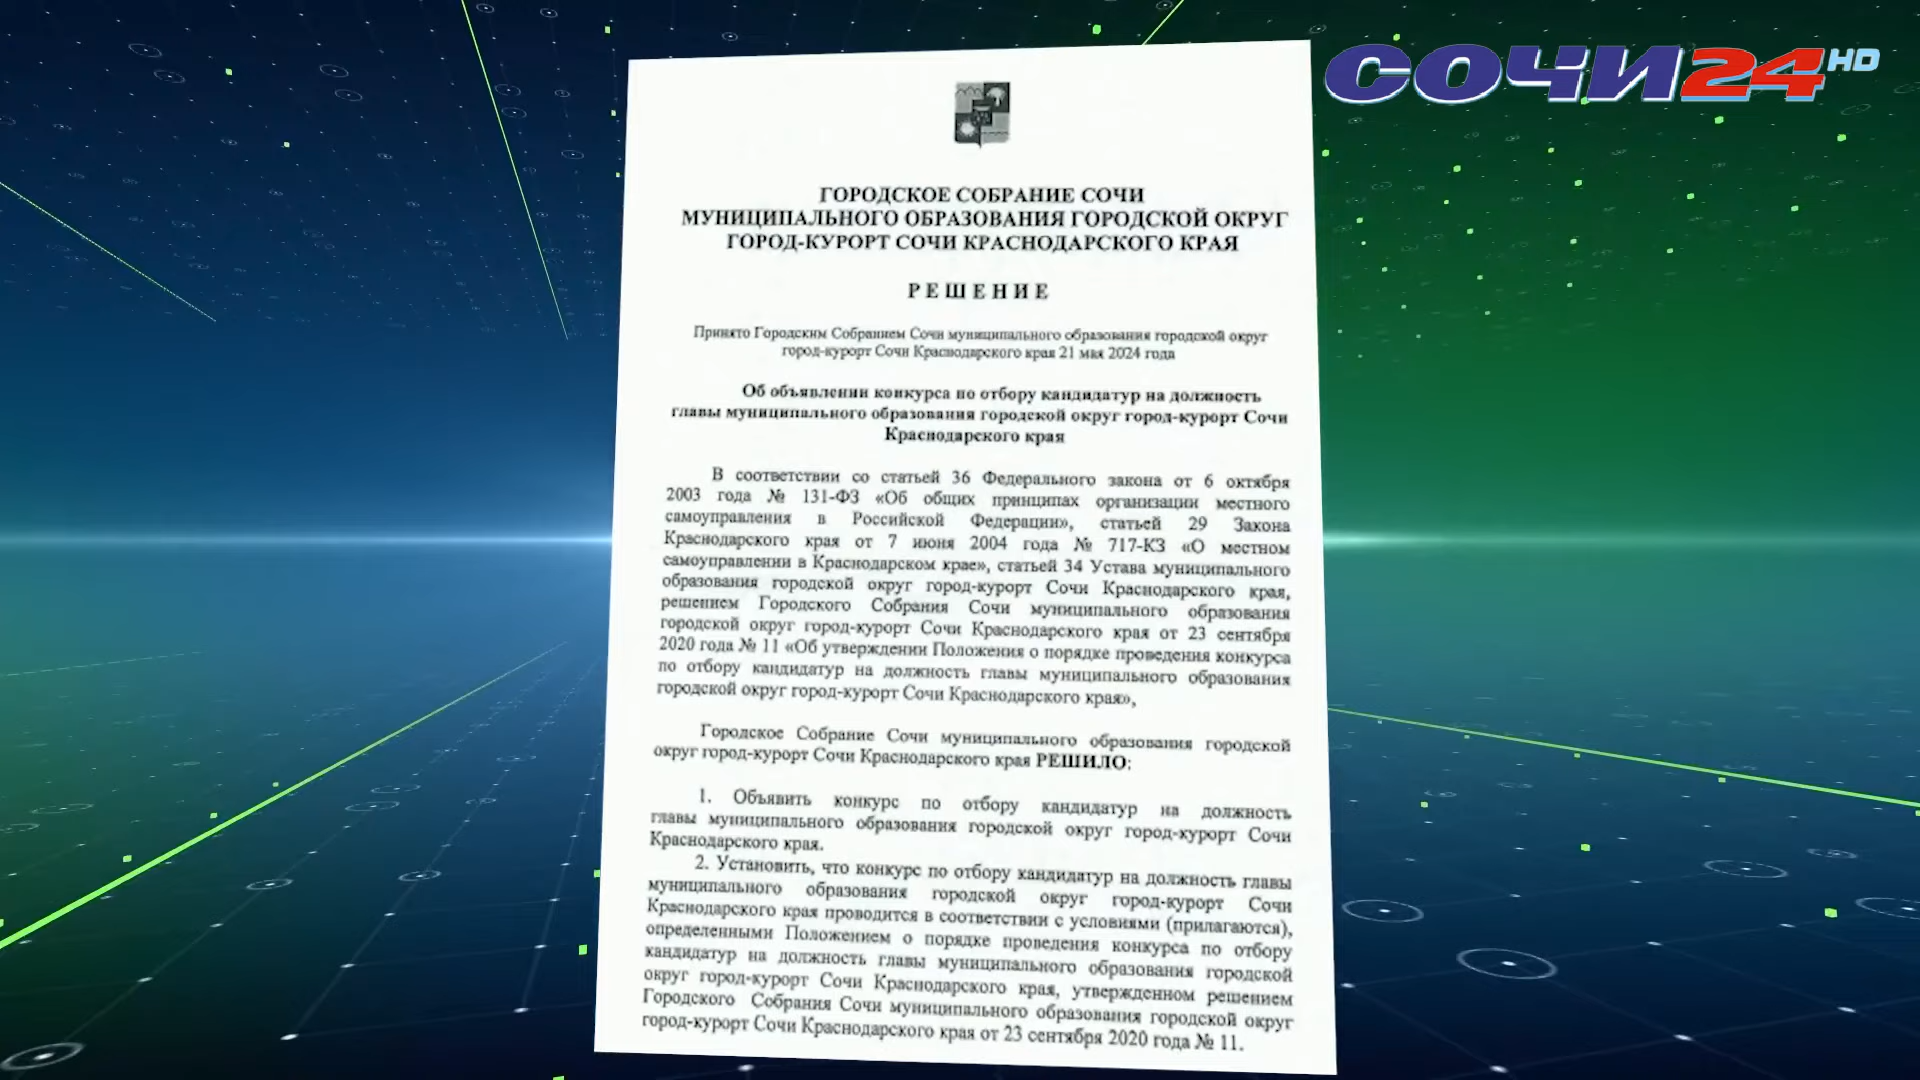 СОЧИ24HD
ГОРОДСКОЕ СОБРАНИЕ СОЧИ
МУНИЦИПАЛЬНОГО ОБРАЗОВАНИЯ ГОРОДСКОЙ ОКРУГ
ГОРОД-КУРОРТ СОЧИ КРАСНОДАРСКОГО КРАЯ
Р Е Ш Е Н И Е
Принято Городским Собранием Сочи муниципального образования городской округ
город-курорт Сочи Краснодарского края 21 мая 2024 года
Об объявлении конкурса по отбору кандидатур на должность
главы муниципального образования городской округ город-курорт Сочи
Краснодарского края
В соответствии со статьей 36 Федерального закона от 6 октября
2003 года № 131-ФЗ «Об общих принципах организации местного
самоуправления в Российской Федерации», статьей 29 Закона
Краснодарского края от 7 июня 2004 года № 717-КЗ «О местном
самоуправлении в Краснодарском крае», статьей 34 Устава муниципального
образования городской округ город-курорт Сочи Краснодарского края,
решением Городского Собрания Сочи муниципального образования
городской округ город-курорт Сочи Краснодарского края от 23 сентября
2020 года № 11 «Об утверждении Положения о порядке проведения конкурса
по отбору кандидатур на должность главы муниципального образования
городской округ город-курорт Сочи Краснодарского края»,
Городское Собрание Сочи муниципального образования городской
округ город-курорт Сочи Краснодарского края РЕШИЛО:
1. Объявить конкурс по отбору кандидатур на должность
главы муниципального образования городской округ город-курорт Сочи
Краснодарского края.
2. Установить, что конкурс по отбору кандидатур на должность главы
муниципального образования городской округ город-курорт Сочи
Краснодарского края проводится в соответствии с условиями (прилагаются),
определенными Положением о порядке проведения конкурса по отбору
кандидатур на должность главы муниципального образования городской
округ город-курорт Сочи Краснодарского края, утвержденном решением
Городского Собрания Сочи муниципального образования городской округ
город-курорт Сочи Краснодарского края от 23 сентября 2020 года № 11.